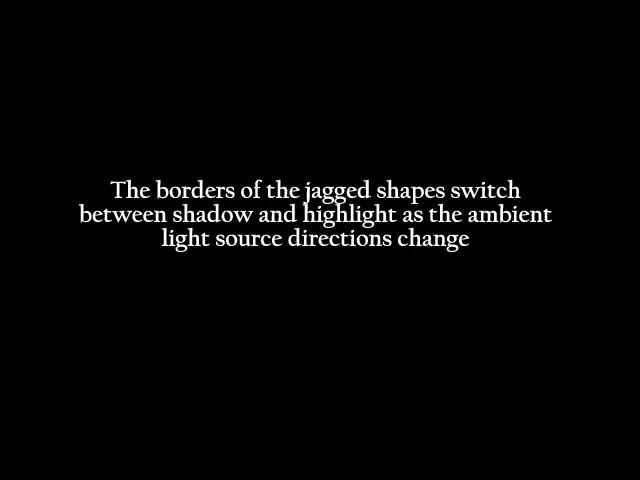 The borders of the jagged shapes switch
between shadow and highlight as the ambient
light source directions change